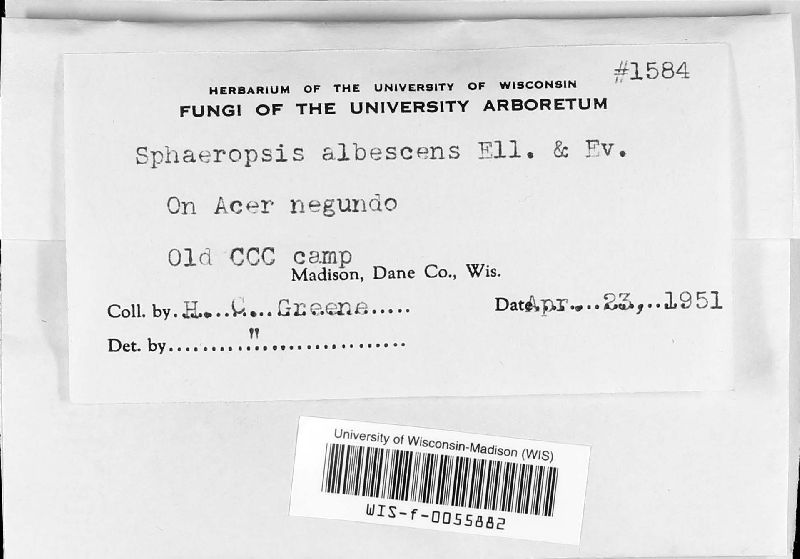 #1584
HERBARIUM OF THE UNIVERSITY OF WISCONSIN
FUNGI OF THE UNIVERSITY ARBORETUM
Sphaeropsis albescens Ell. & Ev.
On Acer negundo
Old CCC camp
Madison, Dane Co., Wis.
Coll. by H. C. Greene Date Apr. 23, 1951
Det. by "
University of Wisconsin-Madison (WIS)
WIS-f-0055882